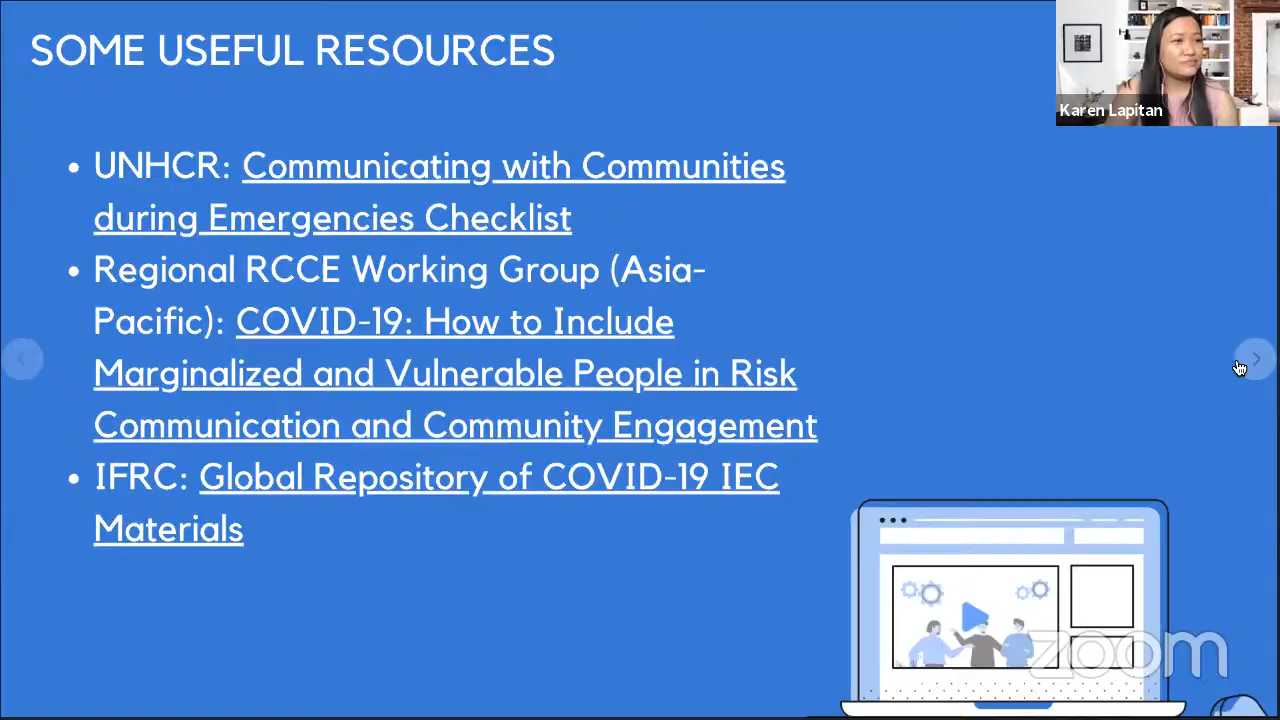 SOME USEFUL RESOURCES
Karen Lapitan
• UNHCR: Communicating with Communities
during Emergencies Checklist
• Regional RCCE Working Group (Asia-
Pacific): COVID-19: How to Include
Marginalized and Vulnerable People in Risk
Communication and Community Engagement
• IFRC: Global Repository of COVID-19 IEC
Materials
zoom